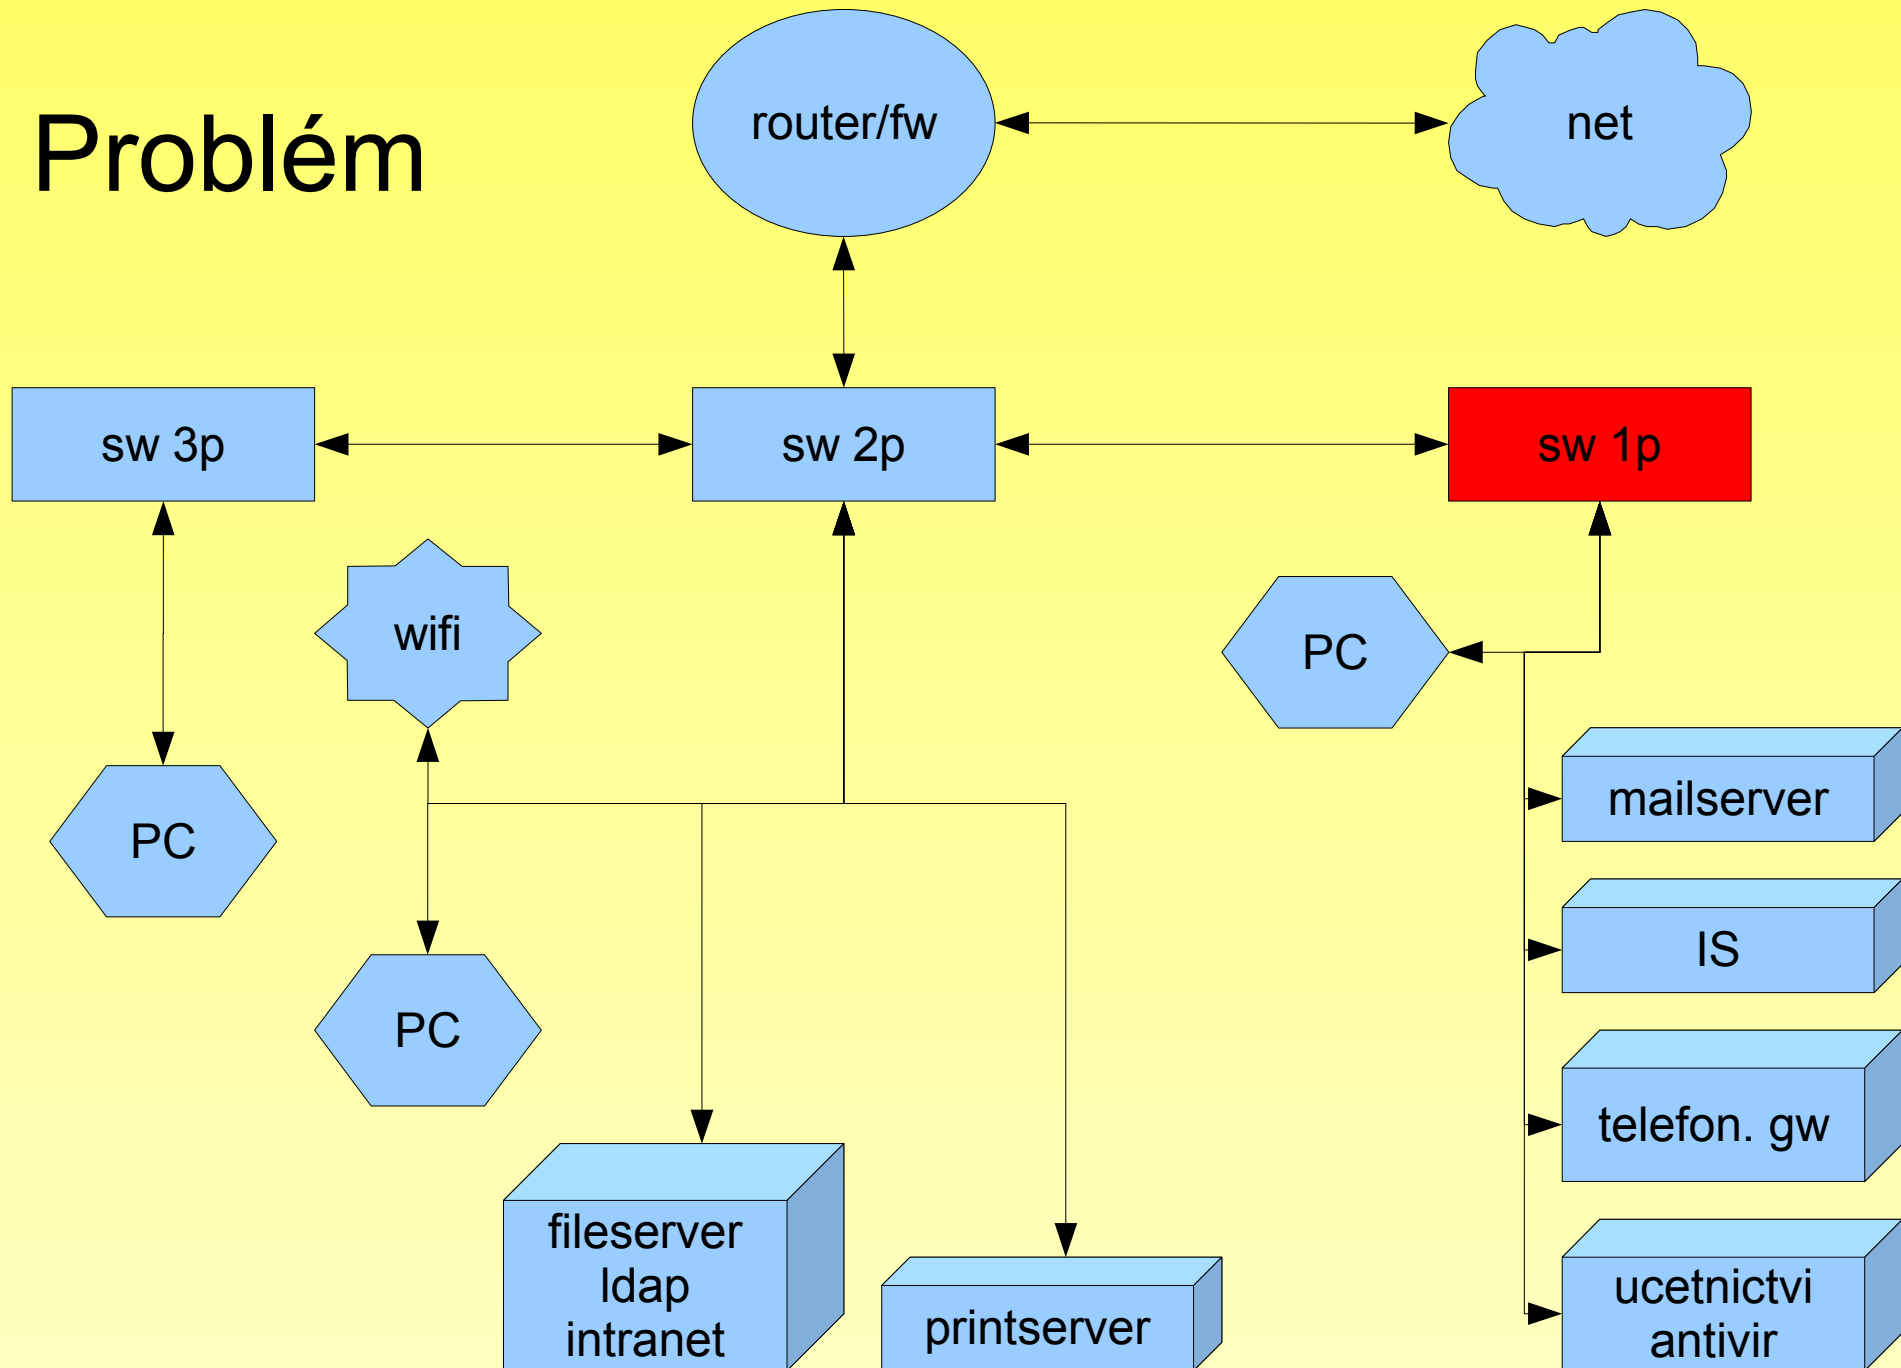 Problém
router/fw
net
sw 3p
sw 2p
sw 1p
wifi
PC
PC
PC
mailserver
IS
telefon. gw
fileserver
ldap
intranet
printserver
ucetnictvi
antivir